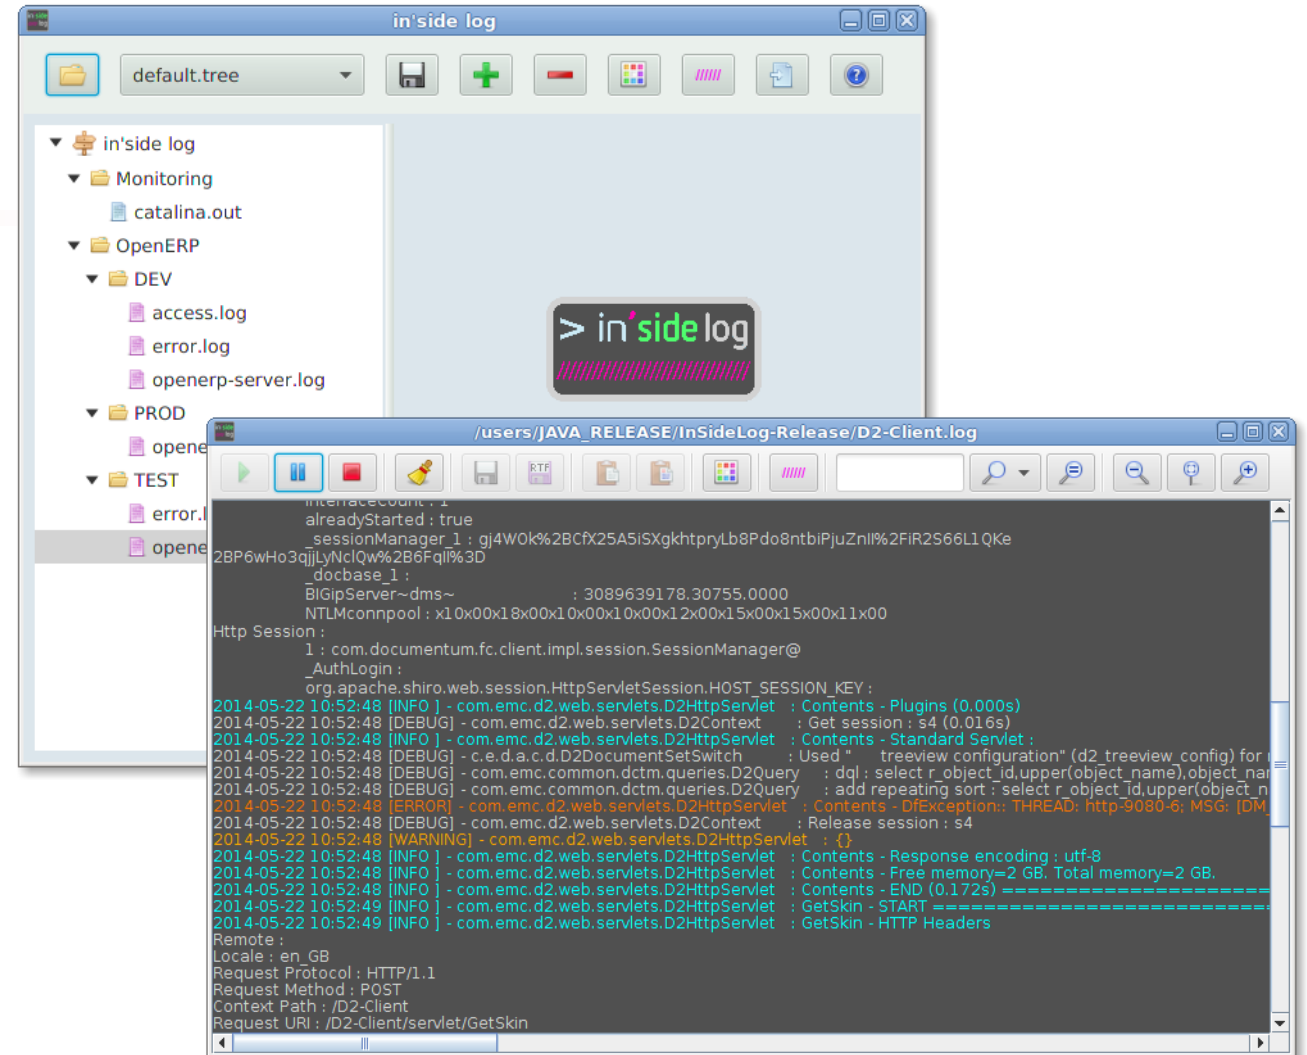 in'side log
default.tree
in'side log
Monitoring
catalina.out
OpenERP
DEV
access.log
error.log
openerp-server.log
PROD
opene
TEST
error.l
opene
> in'side log
/users/JAVA_RELEASE/InSideLog-Release/D2-Client.log
RTF
interfaceCount : 1
alreadyStarted : true
_sessionManager_1 : gj4WOk%2BCfX25A5iSXgkhtpryLb8Pdo8ntbiPjuZnII%2FiR2S66L1QKe
2BP6wHo3qjjLyNclQw%2B6FqII%3D
_docbase_1 :
BIGipServer~dms~ : 3089639178.30755.0000
NTLMconnpool : x10x00x18x00x10x00x10x00x12x00x15x00x15x00x11x00
Http Session :
1 : com.documentum.fc.client.impl.session.SessionManager@
_AuthLogin :
org.apache.shiro.web.session.HttpServletSession.HOST_SESSION_KEY :
2014-05-22 10:52:48 [INFO ] - com.emc.d2.web.servlets.D2HttpServlet : Contents - Plugins (0.000s)
2014-05-22 10:52:48 [DEBUG] - com.emc.d2.web.servlets.D2Context : Get session : s4 (0.016s)
2014-05-22 10:52:48 [INFO ] - com.emc.d2.web.servlets.D2HttpServlet : Contents - Standard Servlet :
2014-05-22 10:52:48 [DEBUG] - c.e.d.a.c.d.D2DocumentSetSwitch : Used " treeview configuration" (d2_treeview_config) for
2014-05-22 10:52:48 [DEBUG] - com.emc.common.dctm.queries.D2Query : dql : select r_object_id,upper(object_name),object_na
2014-05-22 10:52:48 [DEBUG] - com.emc.common.dctm.queries.D2Query : add repeating sort : select r_object_id,upper(object_n
2014-05-22 10:52:48 [ERROR] - com.emc.d2.web.servlets.D2HttpServlet : Contents - DfException:: THREAD: http-9080-6; MSG: [DM_
2014-05-22 10:52:48 [DEBUG] - com.emc.d2.web.servlets.D2Context : Release session : s4
2014-05-22 10:52:48 [WARNING] - com.emc.d2.web.servlets.D2HttpServlet : {}
2014-05-22 10:52:48 [INFO ] - com.emc.d2.web.servlets.D2HttpServlet : Contents - Response encoding : utf-8
2014-05-22 10:52:48 [INFO ] - com.emc.d2.web.servlets.D2HttpServlet : Contents - Free memory=2 GB. Total memory=2 GB.
2014-05-22 10:52:48 [INFO ] - com.emc.d2.web.servlets.D2HttpServlet : Contents - END (0.172s) =======================
2014-05-22 10:52:49 [INFO ] - com.emc.d2.web.servlets.D2HttpServlet : GetSkin - START =============================
2014-05-22 10:52:49 [INFO ] - com.emc.d2.web.servlets.D2HttpServlet : GetSkin - HTTP Headers
Remote :
Locale : en_GB
Request Protocol : HTTP/1.1
Request Method : POST
Context Path : /D2-Client
Request URI : /D2-Client/servlet/GetSkin